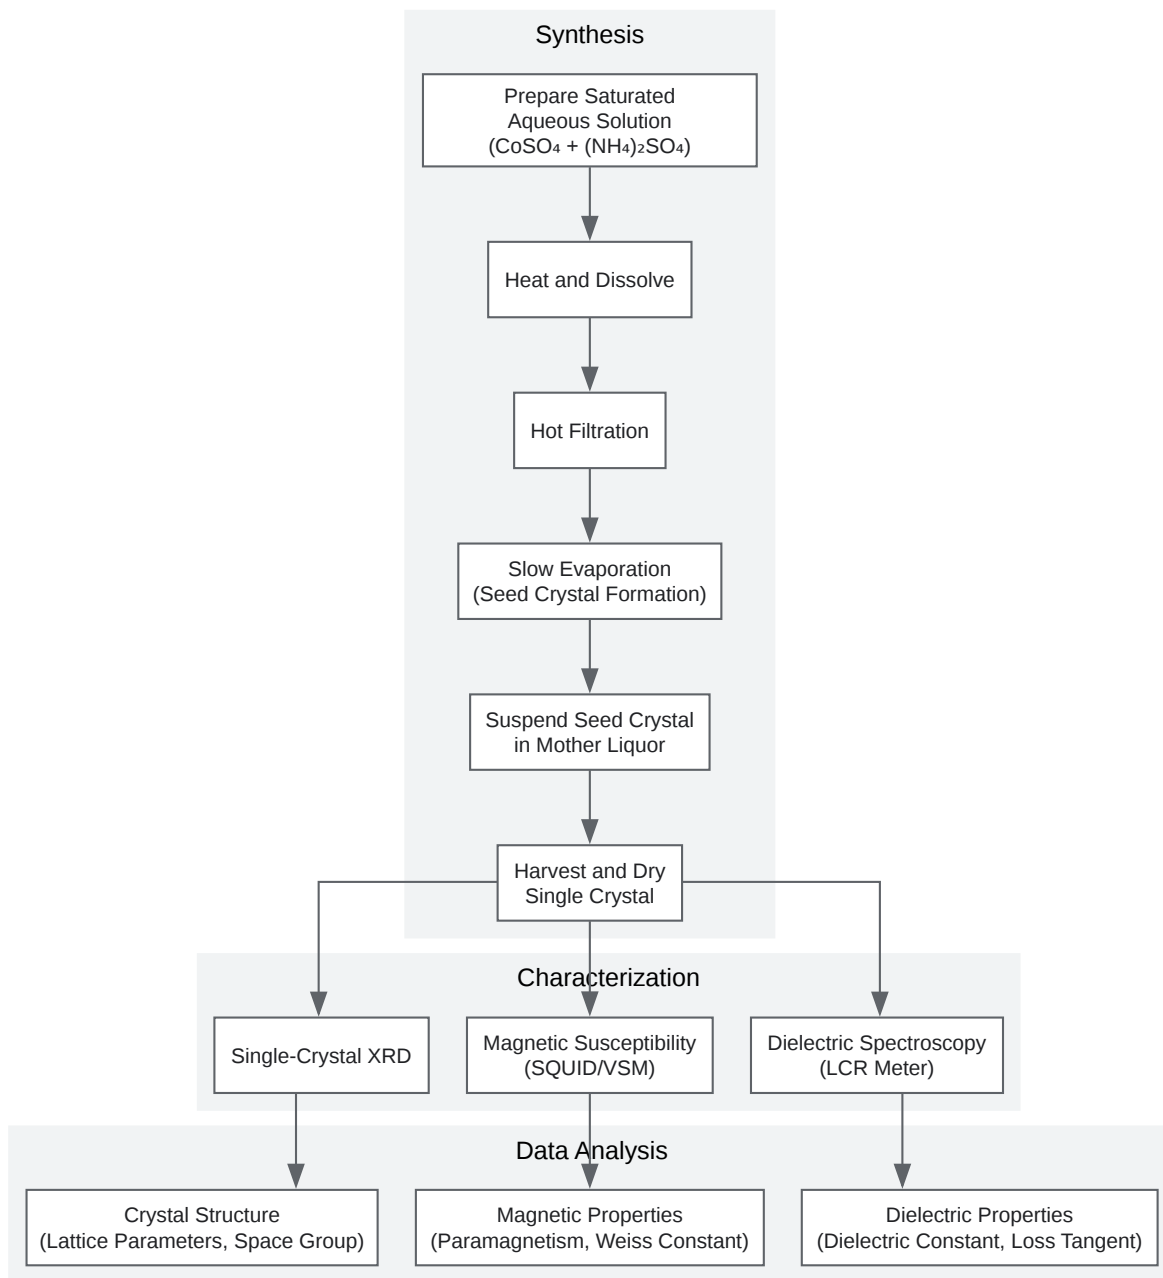 Synthesis
Prepare Saturated
Aqueous Solution
(CoSO₄ + (NH₄)₂SO₄)
Heat and Dissolve
Hot Filtration
Slow Evaporation
(Seed Crystal Formation)
Suspend Seed Crystal
in Mother Liquor
Harvest and Dry
Single Crystal
Characterization
Single-Crystal XRD
Magnetic Susceptibility
(SQUID/VSM)
Dielectric Spectroscopy
(LCR Meter)
Data Analysis
Crystal Structure
(Lattice Parameters, Space Group)
Magnetic Properties
(Paramagnetism, Weiss Constant)
Dielectric Properties
(Dielectric Constant, Loss Tangent)